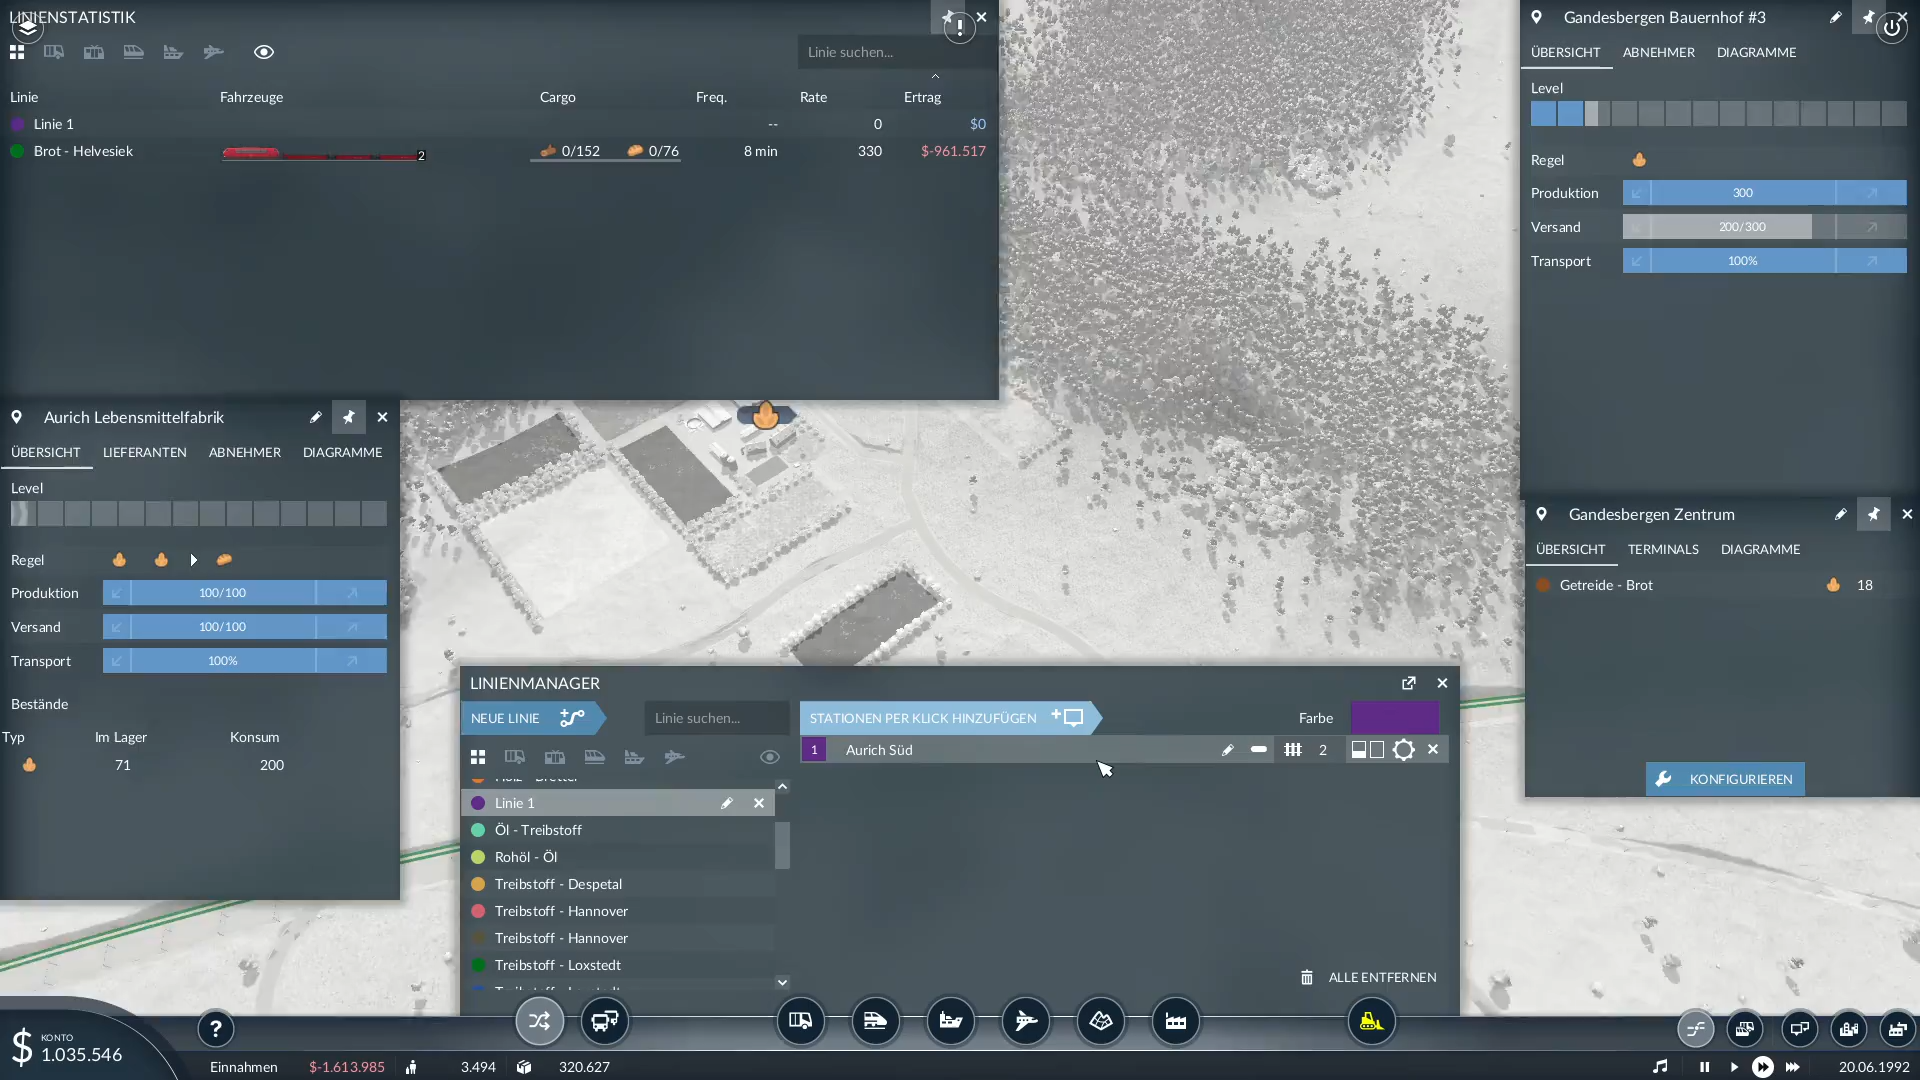 LINIENSTATISTIK
Linie suchen...
Linie Fahrzeuge Cargo Freq. Rate Ertrag
Linie 1 -- 0 $0
Brot - Helvesiek 2 0/152 0/76 8 min 330 $-961.517
Gandesbergen Bauernhof #3
ÜBERSICHT ABNEHMER DIAGRAMME
Level
Regel
Produktion 300
Versand 200/300
Transport 100%
Aurich Lebensmittelfabrik
ÜBERSICHT LIEFERANTEN ABNEHMER DIAGRAMME
Level
Regel
Produktion 100/100
Versand 100/100
Transport 100%
Bestände
Typ Im Lager Konsum
71 200
Gandesbergen Zentrum
ÜBERSICHT TERMINALS DIAGRAMME
Getreide - Brot 18
KONFIGURIEREN
LINIENMANAGER
NEUE LINIE Linie suchen... STATIONEN PER KLICK HINZUFÜGEN Farbe
1 Aurich Süd 2
Linie 1
Öl - Treibstoff
Rohöl - Öl
Treibstoff - Despetal
Treibstoff - Hannover
Treibstoff - Hannover
Treibstoff - Loxstedt
ALLE ENTFERNEN
$ KONTO
1.035.546
?
Einnahmen $-1.613.985 3.494 320.627 20.06.1992